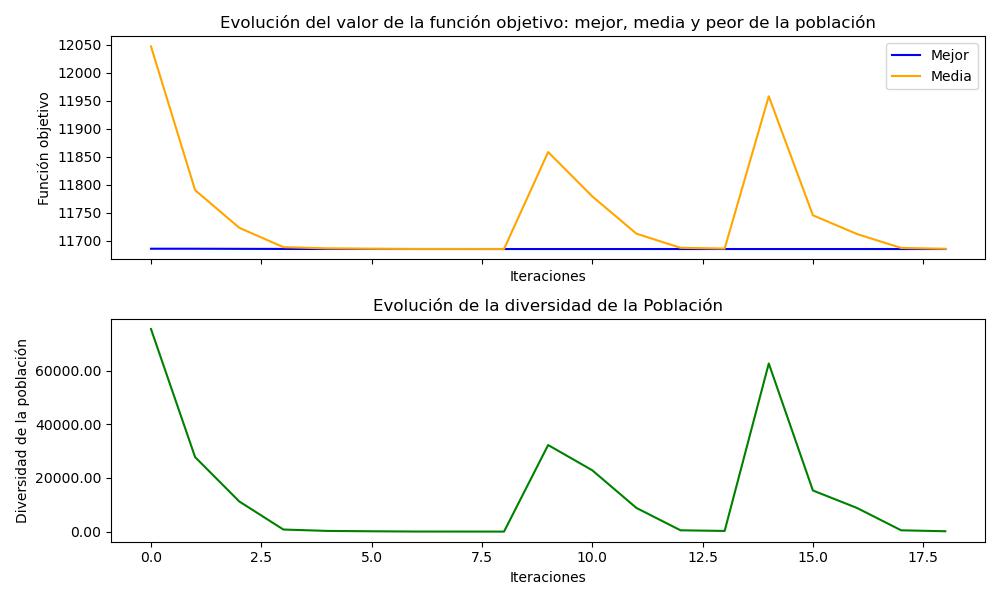 Evolución del valor de la función objetivo: mejor, media y peor de la población
12050
12000
11950
11900
11850
11800
11750
11700
Función objetivo
Mejor
Media
Iteraciones
Evolución de la diversidad de la Población
60000.00
40000.00
20000.00
0.00
Diversidad de la población
0.0 2.5 5.0 7.5 10.0 12.5 15.0 17.5
Iteraciones